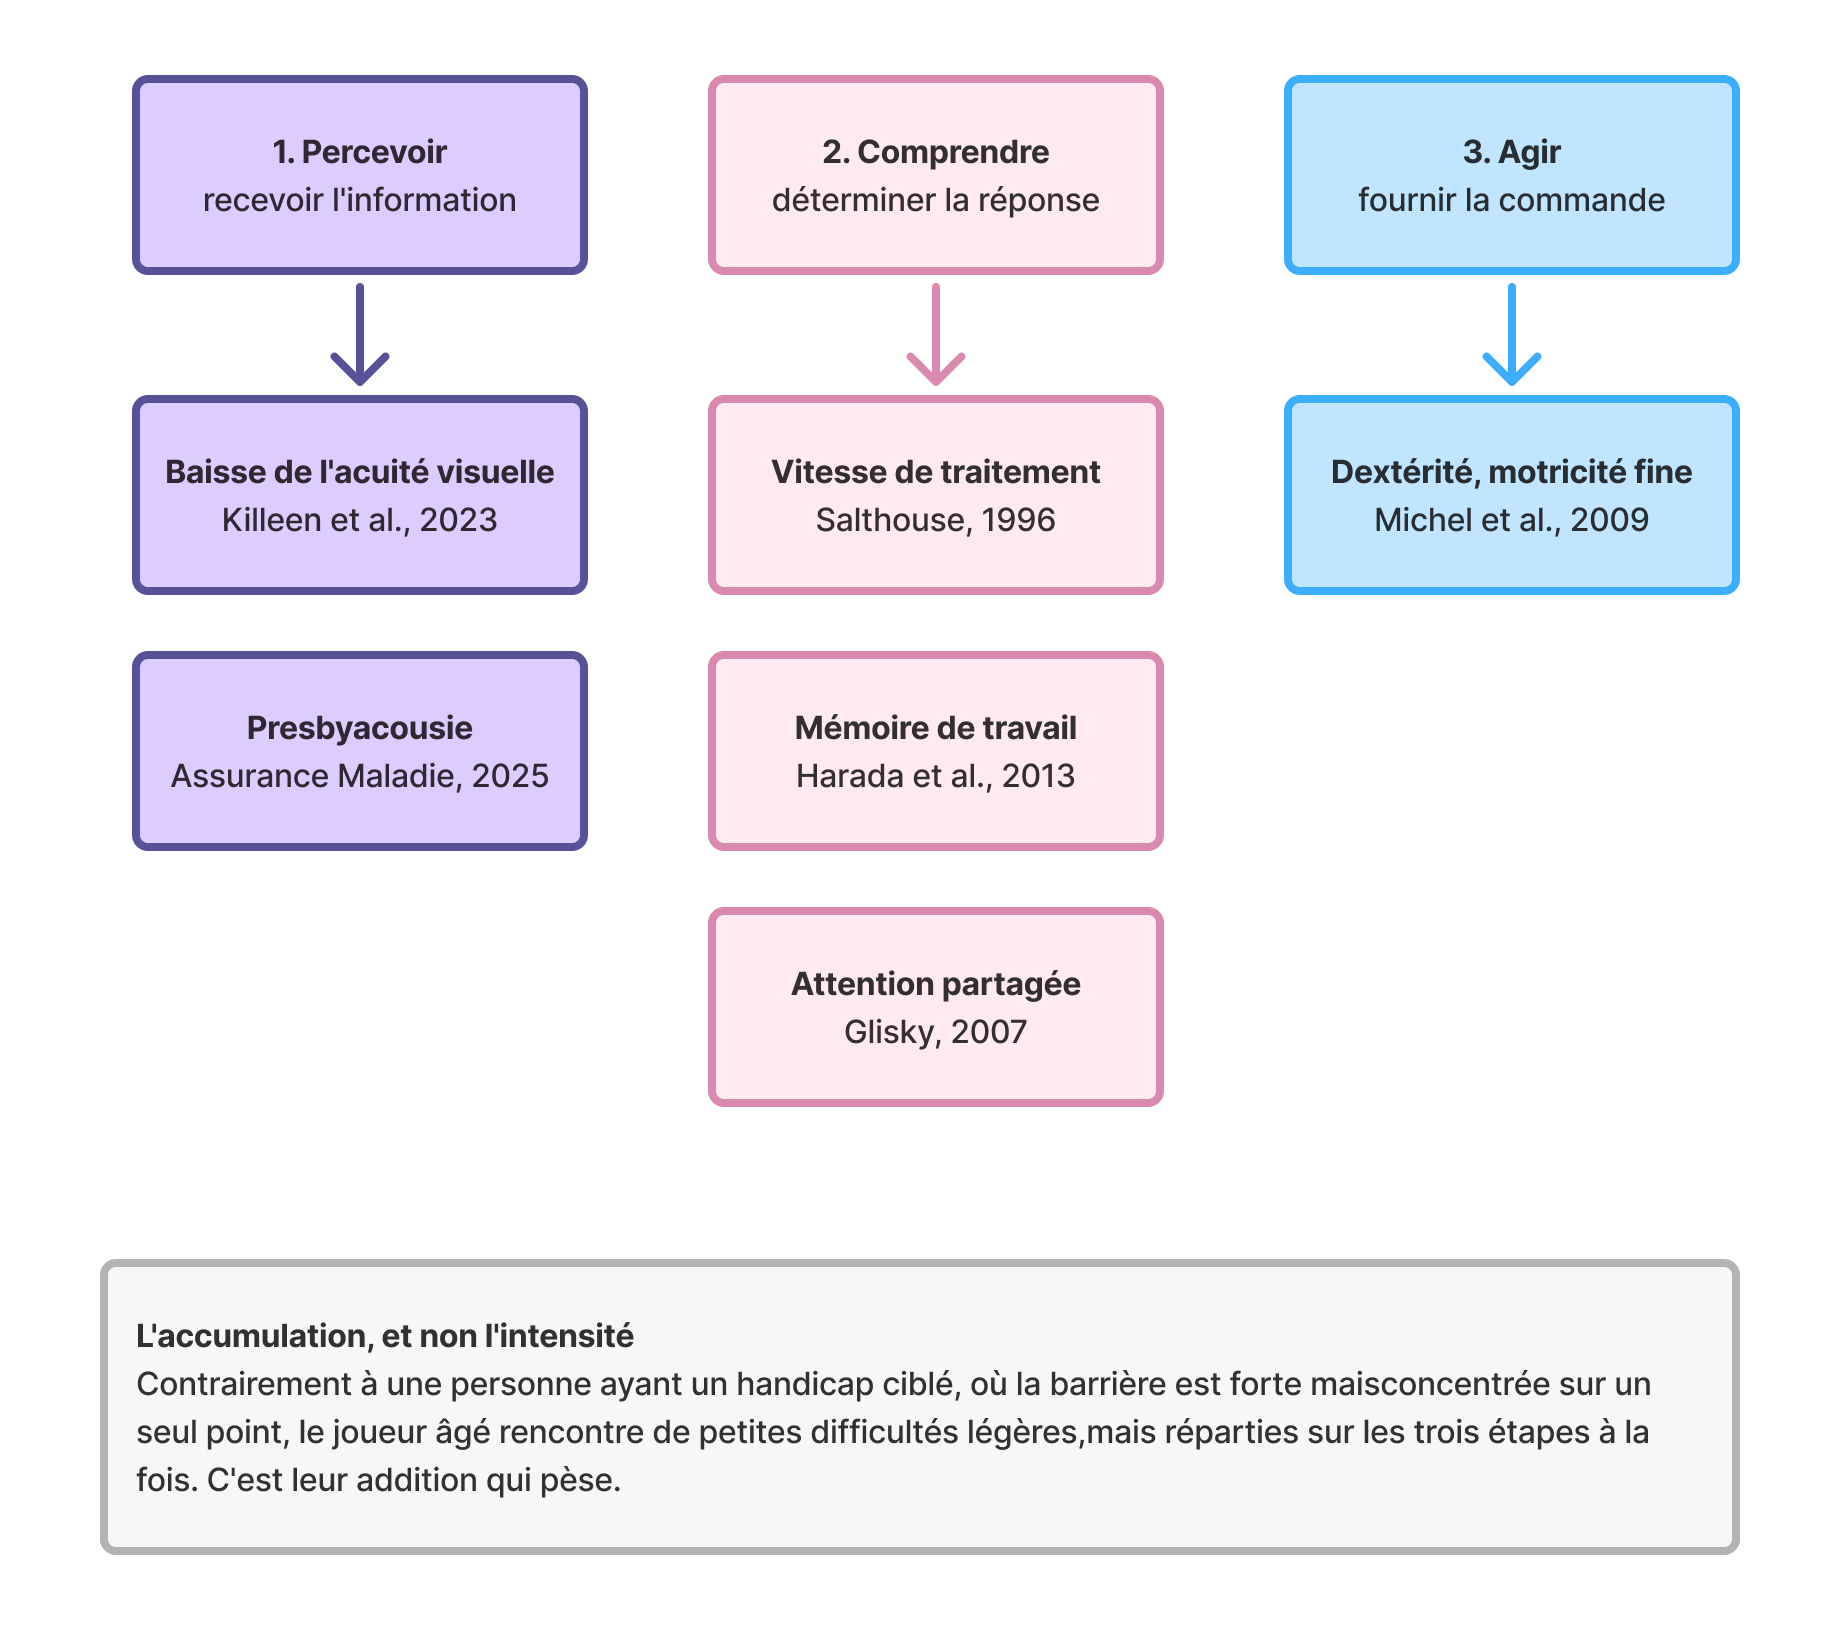 1. Percevoir
recevoir l'information
2. Comprendre
déterminer la réponse
3. Agir
fournir la commande
Baisse de l'acuité visuelle
Killeen et al., 2023
Vitesse de traitement
Salthouse, 1996
Dextérité, motricité fine
Michel et al., 2009
Presbyacousie
Assurance Maladie, 2025
Mémoire de travail
Harada et al., 2013
Attention partagée
Glisky, 2007
L'accumulation, et non l'intensité
Contrairement à une personne ayant un handicap ciblé, où la barrière est forte maisconcentrée sur un
seul point, le joueur âgé rencontre de petites difficultés légères,mais réparties sur les trois étapes à la
fois. C'est leur addition qui pèse.